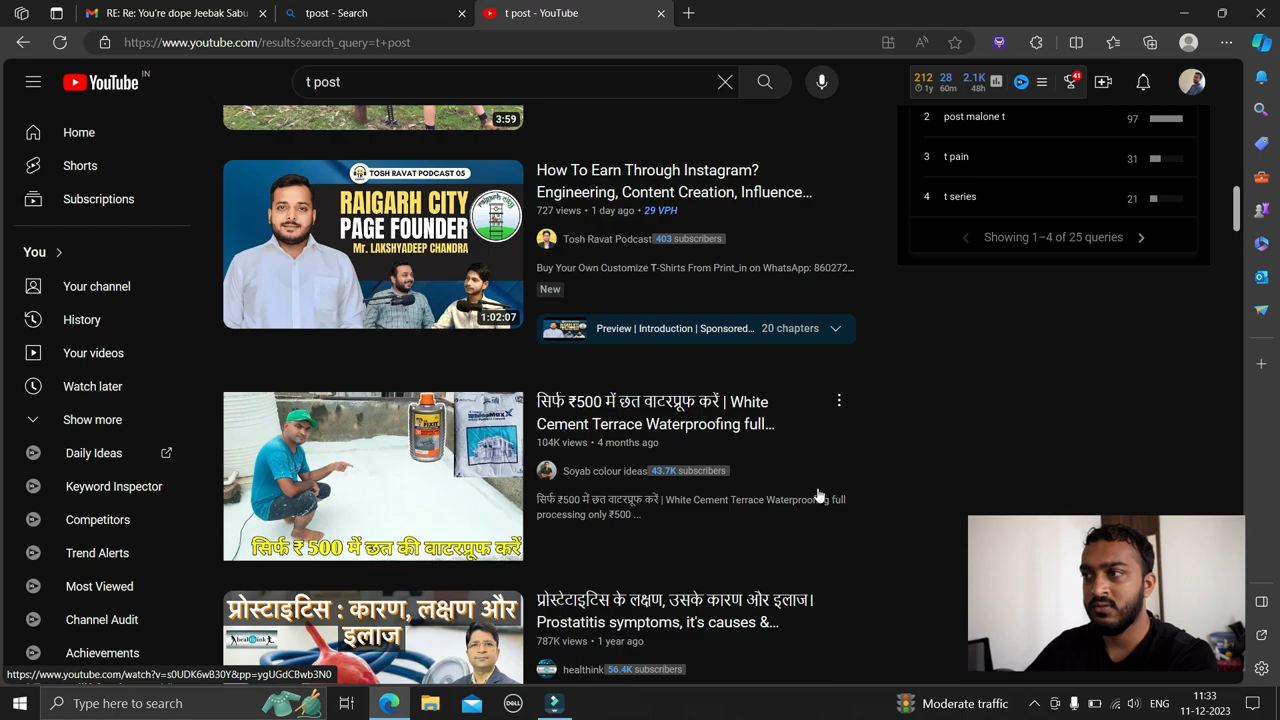 RE: Re: You're dope Jeebak Sabu
tpost - Search
t post - YouTube
https://www.youtube.com/results?search_query=t+post
YouTube IN
t post
212 28 2.1K
1y 60m 48h
41
Home
Shorts
Subscriptions
You
Your channel
History
Your videos
Watch later
Show more
Daily Ideas
Keyword Inspector
Competitors
Trend Alerts
Most Viewed
Channel Audit
Achievements
3:59
TOSH RAVAT PODCAST 05
RAIGARH CITY
PAGE FOUNDER
Mr. LAKSHYADEEP CHANDRA
raigarh city
1:02:07
How To Earn Through Instagram?
Engineering, Content Creation, Influence...
727 views • 1 day ago • 29 VPH
Tosh Ravat Podcast 403 subscribers
Buy Your Own Customize T-Shirts From Print_in on WhatsApp: 860272...
New
Preview | Introduction | Sponsored... 20 chapters
सिर्फ ₹ 500 में छत की वाटरप्रूफ करें
सिर्फ ₹500 में छत वाटरप्रूफ करें | White
Cement Terrace Waterproofing full...
104K views • 4 months ago
Soyab colour ideas 43.7K subscribers
सिर्फ ₹500 में छत वाटरप्रूफ करें | White Cement Terrace Waterproofing full
processing only ₹500 ...
प्रोस्टाइटिस : कारण, लक्षण और
इलाज
healthink
प्रोस्टेटाइटिस के लक्षण, उसके कारण और इलाज।
Prostatitis symptoms, it's causes &...
787K views • 1 year ago
healthink 56.4K subscribers
2 post malone t 97
3 t pain 31
4 t series 21
Showing 1–4 of 25 queries
https://www.youtube.com/watch?v=s0UDK6wB30Y&pp=ygUGdCBwb3N0
Type here to search
DELL
Moderate traffic
ENG
11:33
11-12-2023